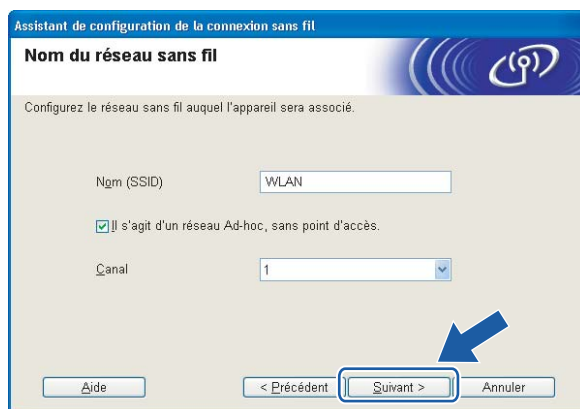 Assistant de configuration de la connexion sans fil
Nom du réseau sans fil
Configurez le réseau sans fil auquel l'appareil sera associé.
Nom (SSID) WLAN
Il s'agit d'un réseau Ad-hoc, sans point d'accès.
Canal 1
Aide < Précédent Suivant > Annuler